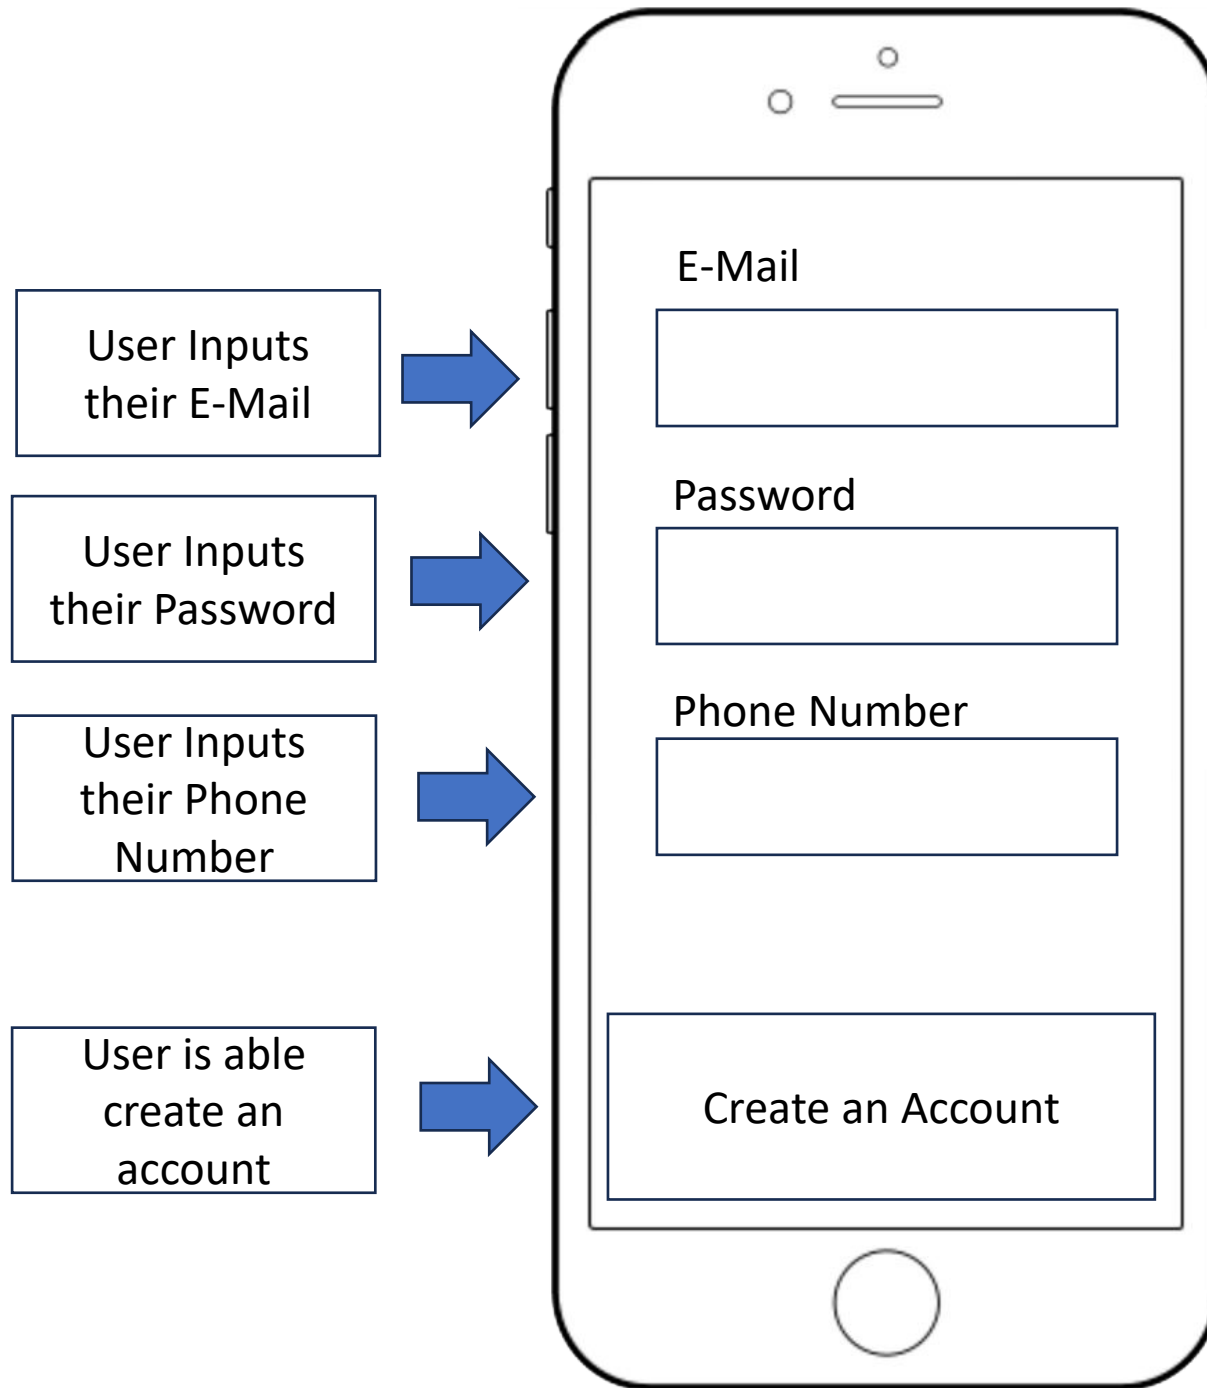 E-Mail
User Inputs
their E-Mail
Password
User Inputs
their Password
Phone Number
User Inputs
their Phone
Number
User is able
create an
account
Create an Account